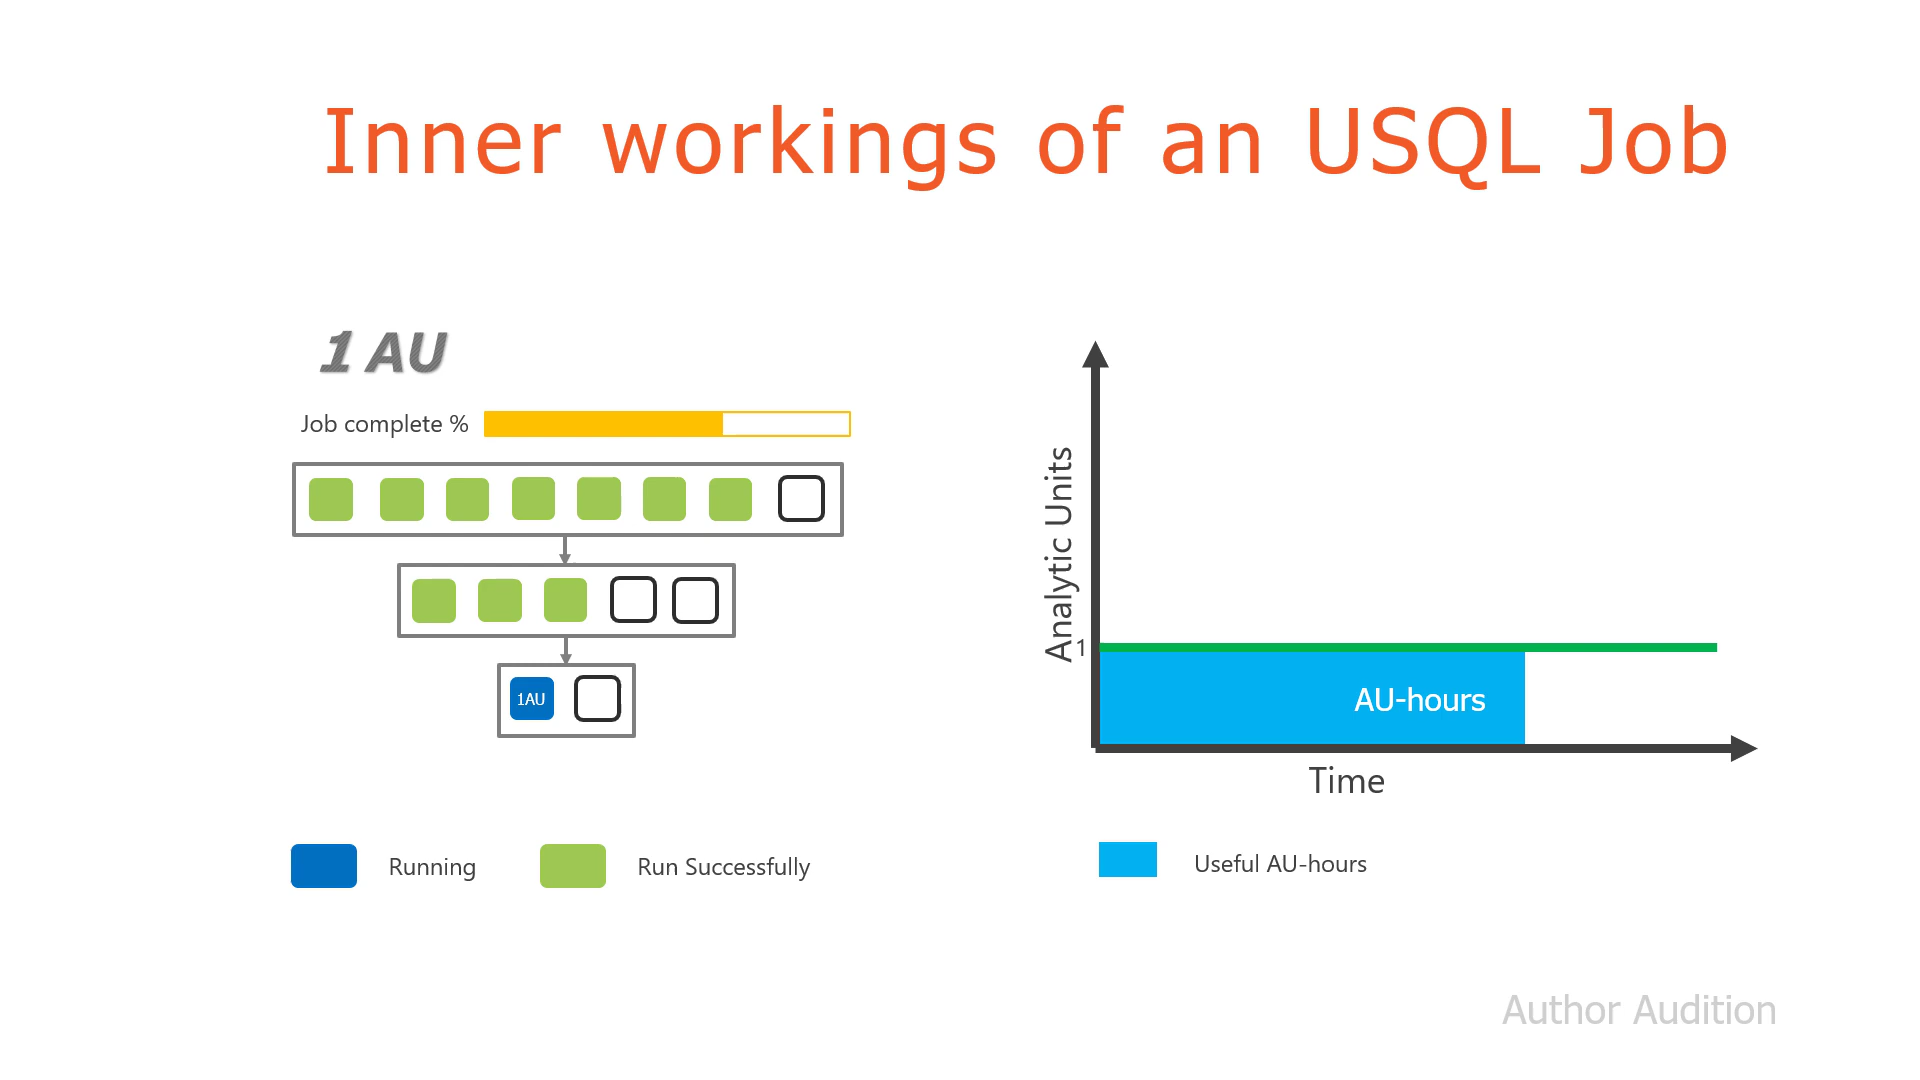 Inner workings of an USQL Job
1 AU
Job complete %
1AU
Running
Run Successfully
Analytic Units
1
AU-hours
Time
Useful AU-hours
Author Audition